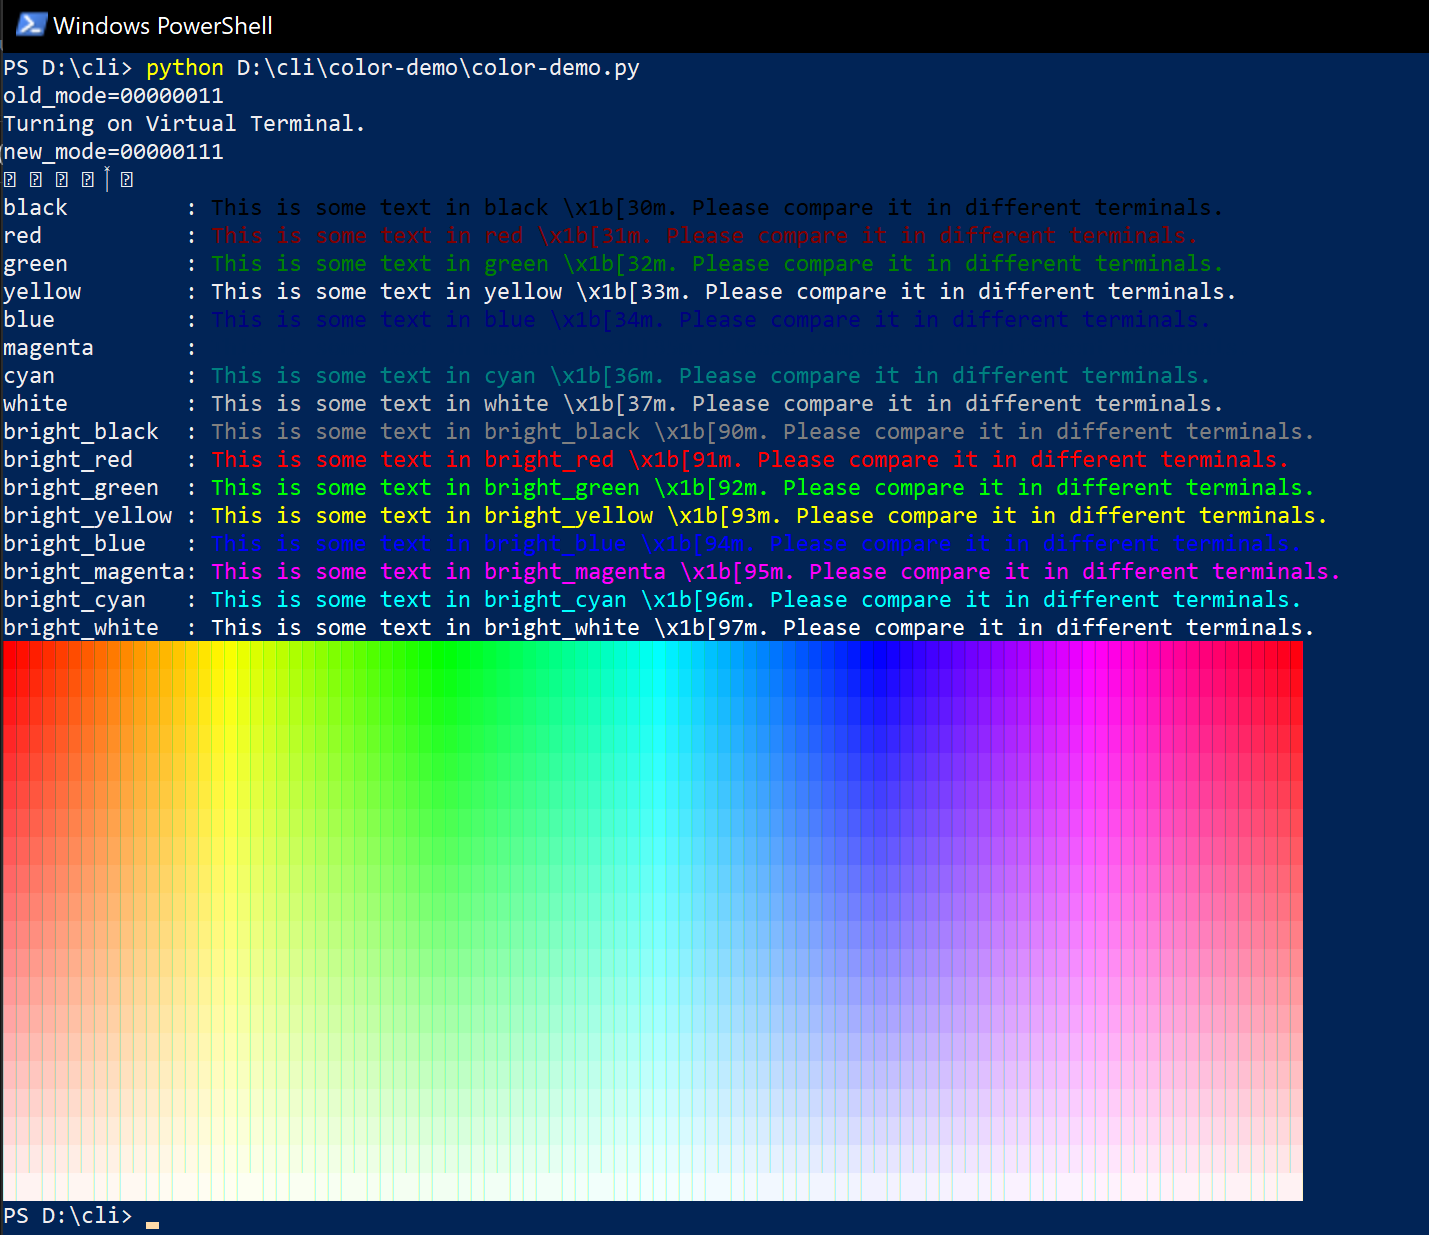 Windows PowerShell
PS D:\cli> python D:\cli\color-demo\color-demo.py
old_mode=00000011
Turning on Virtual Terminal.
new_mode=00000111
black         : This is some text in black \x1b[30m. Please compare it in different terminals.
red           : This is some text in red \x1b[31m. Please compare it in different terminals.
green         : This is some text in green \x1b[32m. Please compare it in different terminals.
yellow        : This is some text in yellow \x1b[33m. Please compare it in different terminals.
blue          : This is some text in blue \x1b[34m. Please compare it in different terminals.
magenta       :
cyan          : This is some text in cyan \x1b[36m. Please compare it in different terminals.
white         : This is some text in white \x1b[37m. Please compare it in different terminals.
bright_black  : This is some text in bright_black \x1b[90m. Please compare it in different terminals.
bright_red    : This is some text in bright_red \x1b[91m. Please compare it in different terminals.
bright_green  : This is some text in bright_green \x1b[92m. Please compare it in different terminals.
bright_yellow : This is some text in bright_yellow \x1b[93m. Please compare it in different terminals.
bright_blue   : This is some text in bright_blue \x1b[94m. Please compare it in different terminals.
bright_magenta: This is some text in bright_magenta \x1b[95m. Please compare it in different terminals.
bright_cyan   : This is some text in bright_cyan \x1b[96m. Please compare it in different terminals.
bright_white  : This is some text in bright_white \x1b[97m. Please compare it in different terminals.
PS D:\cli>